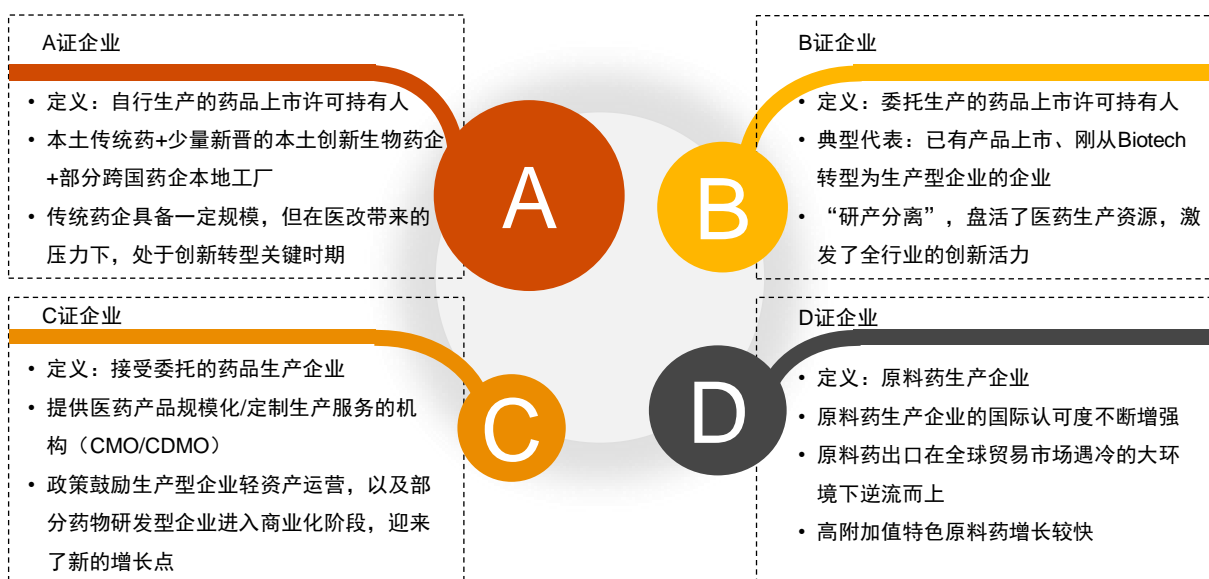 A证企业
• 定义：自行生产的药品上市许可持有人
• 本土传统药+少量新晋的本土创新生物药企
+部分跨国药企本地工厂
• 传统药企具备一定规模，但在医改带来的
压力下，处于创新转型关键时期
A
B证企业
• 定义：委托生产的药品上市许可持有人
• 典型代表：已有产品上市、刚从Biotech
转型为生产型企业的企业
• “研产分离”，盘活了医药生产资源，激
发了全行业的创新活力
B
C证企业
• 定义：接受委托的药品生产企业
• 提供医药产品规模化/定制生产服务的机
构（CMO/CDMO）
• 政策鼓励生产型企业轻资产运营，以及部
分药物研发型企业进入商业化阶段，迎来
了新的增长点
C
D证企业
• 定义：原料药生产企业
• 原料药生产企业的国际认可度不断增强
• 原料药出口在全球贸易市场遇冷的大环
境下逆流而上
• 高附加值特色原料药增长较快
D